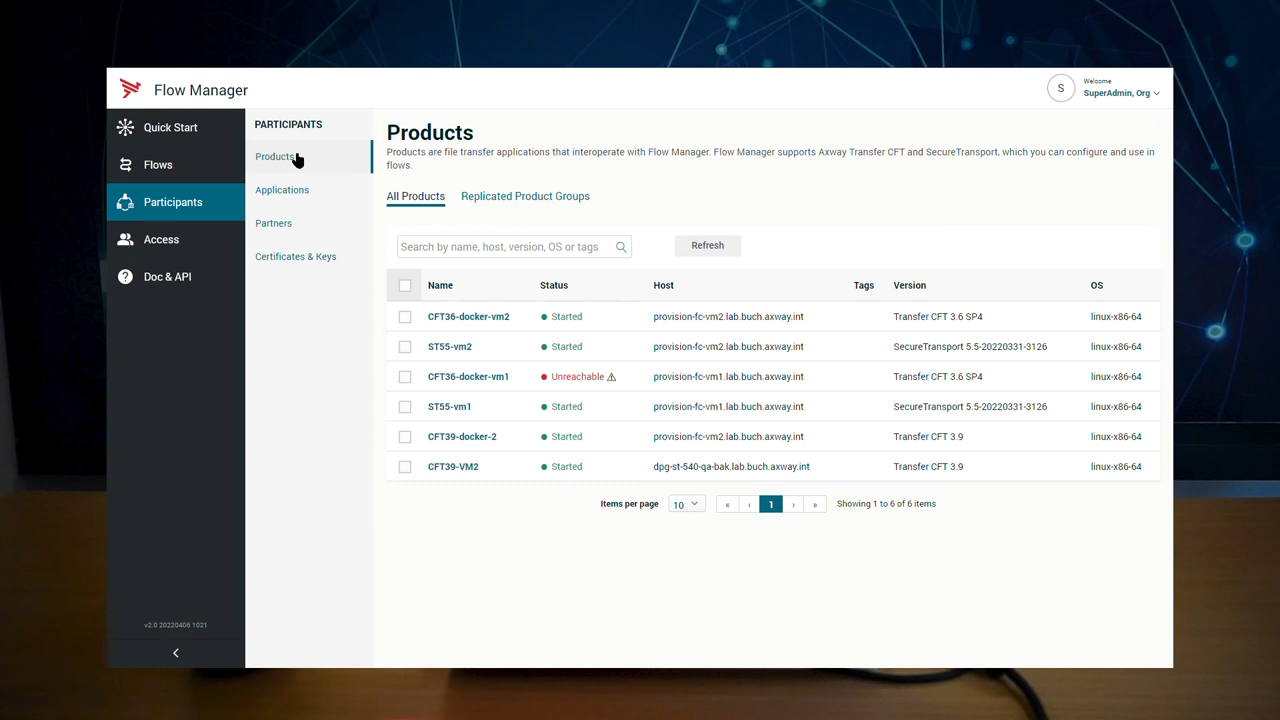 Flow Manager
S
Welcome
SuperAdmin, Org
Quick Start
Flows
Participants
Access
Doc & API
v2.0 20220406 1021
PARTICIPANTS
Products
Applications
Partners
Certificates & Keys
Products
Products are file transfer applications that interoperate with Flow Manager. Flow Manager supports Axway Transfer CFT and SecureTransport, which you can configure and use in
flows.
All Products Replicated Product Groups
Search by name, host, version, OS or tags Refresh
Name Status Host Tags Version OS
CFT36-docker-vm2 Started provision-fc-vm2.lab.buch.axway.int Transfer CFT 3.6 SP4 linux-x86-64
ST55-vm2 Started provision-fc-vm2.lab.buch.axway.int SecureTransport 5.5-20220331-3126 linux-x86-64
CFT36-docker-vm1 Unreachable provision-fc-vm1.lab.buch.axway.int Transfer CFT 3.6 SP4 linux-x86-64
ST55-vm1 Started provision-fc-vm1.lab.buch.axway.int SecureTransport 5.5-20220331-3126 linux-x86-64
CFT39-docker-2 Started provision-fc-vm2.lab.buch.axway.int Transfer CFT 3.9 linux-x86-64
CFT39-VM2 Started dpg-st-540-qa-bak.lab.buch.axway.int Transfer CFT 3.9 linux-x86-64
Items per page 10 « ‹ 1 › » Showing 1 to 6 of 6 items